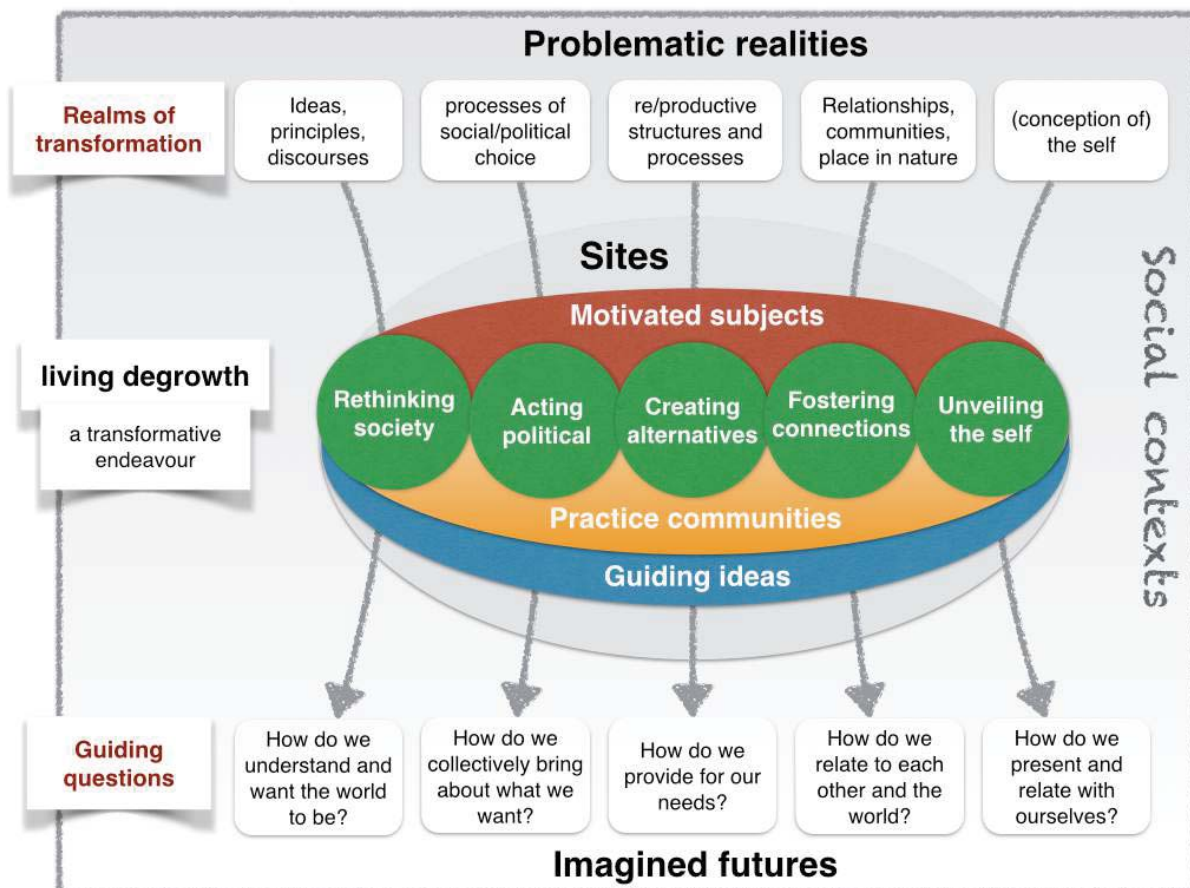 Problematic realities
Realms of
transformation
Ideas,
principles,
discourses
processes of
social/political
choice
re/productive
structures and
processes
Relationships,
communities,
place in nature
(conception of)
the self
Sites
Social contexts
Motivated subjects
living degrowth
a transformative
endeavour
Rethinking
society
Acting
political
Creating
alternatives
Fostering
connections
Unveiling
the self
Practice communities
Guiding ideas
Guiding
questions
How do we
understand and
want the world
to be?
How do we
collectively bring
about what we
want?
How do we
provide for our
needs?
How do we
relate to each
other and the
world?
How do we
present and
relate with
ourselves?
Imagined futures